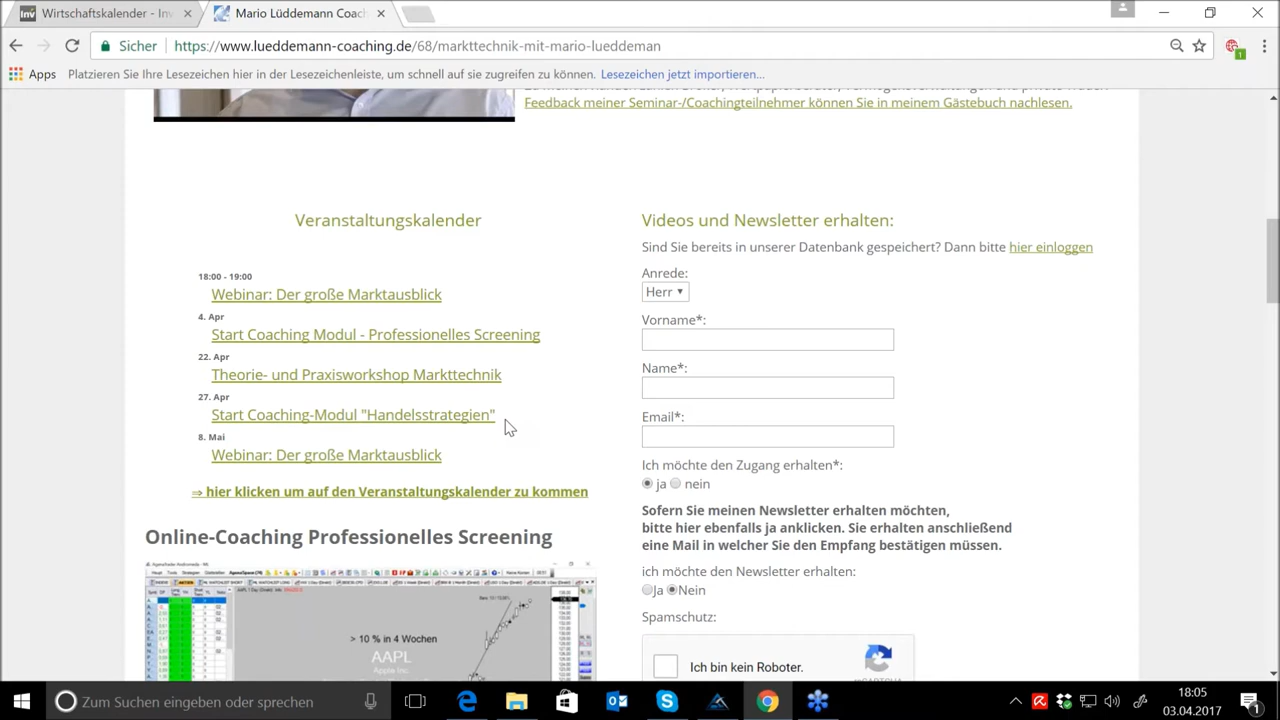 Wirtschaftskalender - Inv
Mario Lüddemann Coach
Sicher https://www.lueddemann-coaching.de/68/markttechnik-mit-mario-lueddeman
1
Apps Platzieren Sie Ihre Lesezeichen hier in der Lesezeichenleiste, um schnell auf sie zugreifen zu können. Lesezeichen jetzt importieren...
Feedback meiner Seminar-/Coachingteilnehmer können Sie in meinem Gästebuch nachlesen.
Veranstaltungskalender
18:00 - 19:00
Webinar: Der große Marktausblick
4. Apr
Start Coaching Modul - Professionelles Screening
22. Apr
Theorie- und Praxisworkshop Markttechnik
27. Apr
Start Coaching-Modul "Handelsstrategien"
8. Mai
Webinar: Der große Marktausblick
⇒ hier klicken um auf den Veranstaltungskalender zu kommen
Online-Coaching Professionelles Screening
> 10 % in 4 Wochen
AAPL
Apple Inc.
Videos und Newsletter erhalten:
Sind Sie bereits in unserer Datenbank gespeichert? Dann bitte hier einloggen
Anrede:
Herr
Vorname*:
Name*:
Email*:
Ich möchte den Zugang erhalten*:
ja nein
Sofern Sie meinen Newsletter erhalten möchten,
bitte hier ebenfalls ja anklicken. Sie erhalten anschließend
eine Mail in welcher Sie den Empfang bestätigen müssen.
Ich möchte den Newsletter erhalten:
Ja Nein
Spamschutz:
Ich bin kein Roboter.
Zum Suchen eingeben oder sprechen
18:05
03.04.2017
1